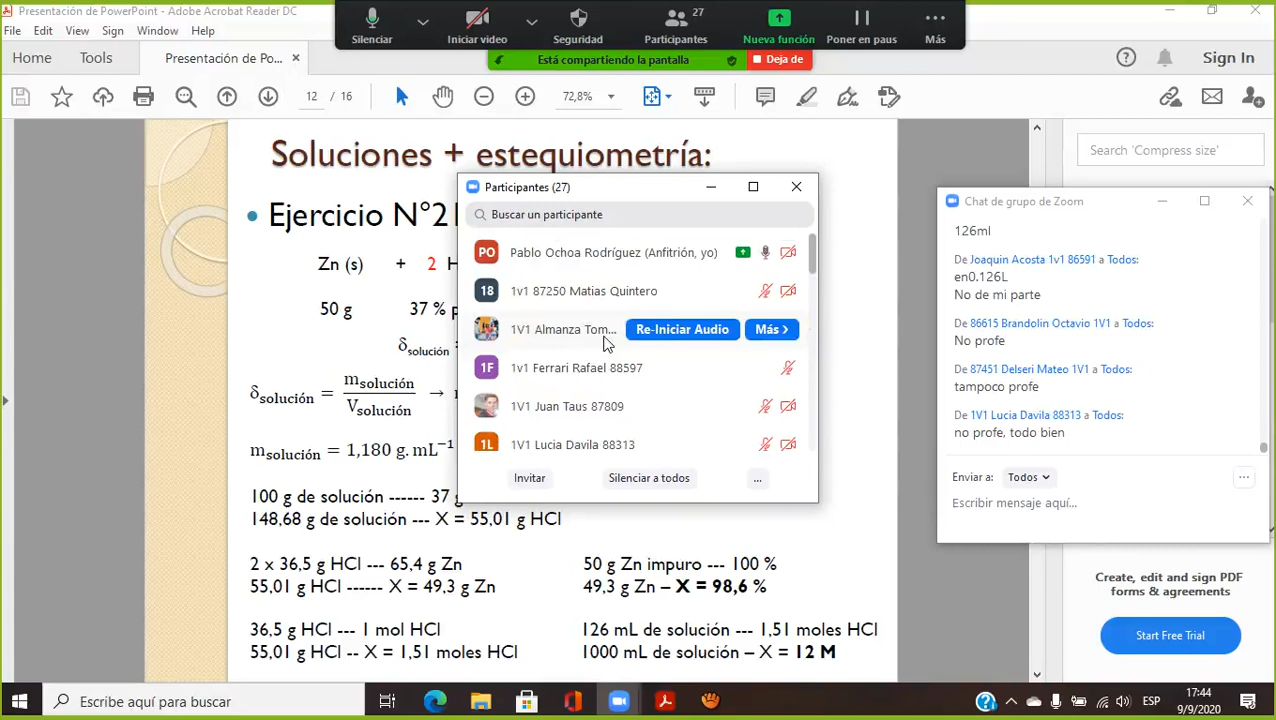 Presentación de PowerPoint - Adobe Acrobat Reader DC
File Edit View Sign Window Help
Silenciar
Iniciar video
Seguridad
27
Participantes
Nueva función
Poner en paus
Más
Está compartiendo la pantalla
Deja de
Home
Tools
Presentación de Po...
Sign In
12 / 16
72,8%
Soluciones + estequiometría:
Ejercicio N°21
Zn (s) + 2 H
50 g 37 % p
δsolución =
δsolución = msolución / Vsolución →
msolución = 1,180 g. mL−1
100 g de solución ------ 37 g
148,68 g de solución --- X = 55,01 g HCl
2 x 36,5 g HCl --- 65,4 g Zn
55,01 g HCl ------ X = 49,3 g Zn
50 g Zn impuro --- 100 %
49,3 g Zn – X = 98,6 %
36,5 g HCl --- 1 mol HCl
55,01 g HCl -- X = 1,51 moles HCl
126 mL de solución --- 1,51 moles HCl
1000 mL de solución – X = 12 M
Participantes (27)
Buscar un participante
PO Pablo Ochoa Rodríguez (Anfitrión, yo)
18 1v1 87250 Matias Quintero
1V1 Almanza Tom... Re-Iniciar Audio Más
1F 1v1 Ferrari Rafael 88597
1V1 Juan Taus 87809
1L 1V1 Lucia Davila 88313
Invitar
Silenciar a todos
...
Search 'Compress size'
Chat de grupo de Zoom
126ml
De Joaquin Acosta 1v1 86591 a Todos:
en0.126L
No de mi parte
De 86615 Brandolin Octavio 1V1 a Todos:
No profe
De 87451 Delseri Mateo 1V1 a Todos:
tampoco profe
De 1V1 Lucia Davila 88313 a Todos:
no profe, todo bien
Enviar a: Todos
Escribir mensaje aquí...
Create, edit and sign PDF
forms & agreements
Start Free Trial
Escribe aquí para buscar
ESP
17:44
9/9/2020